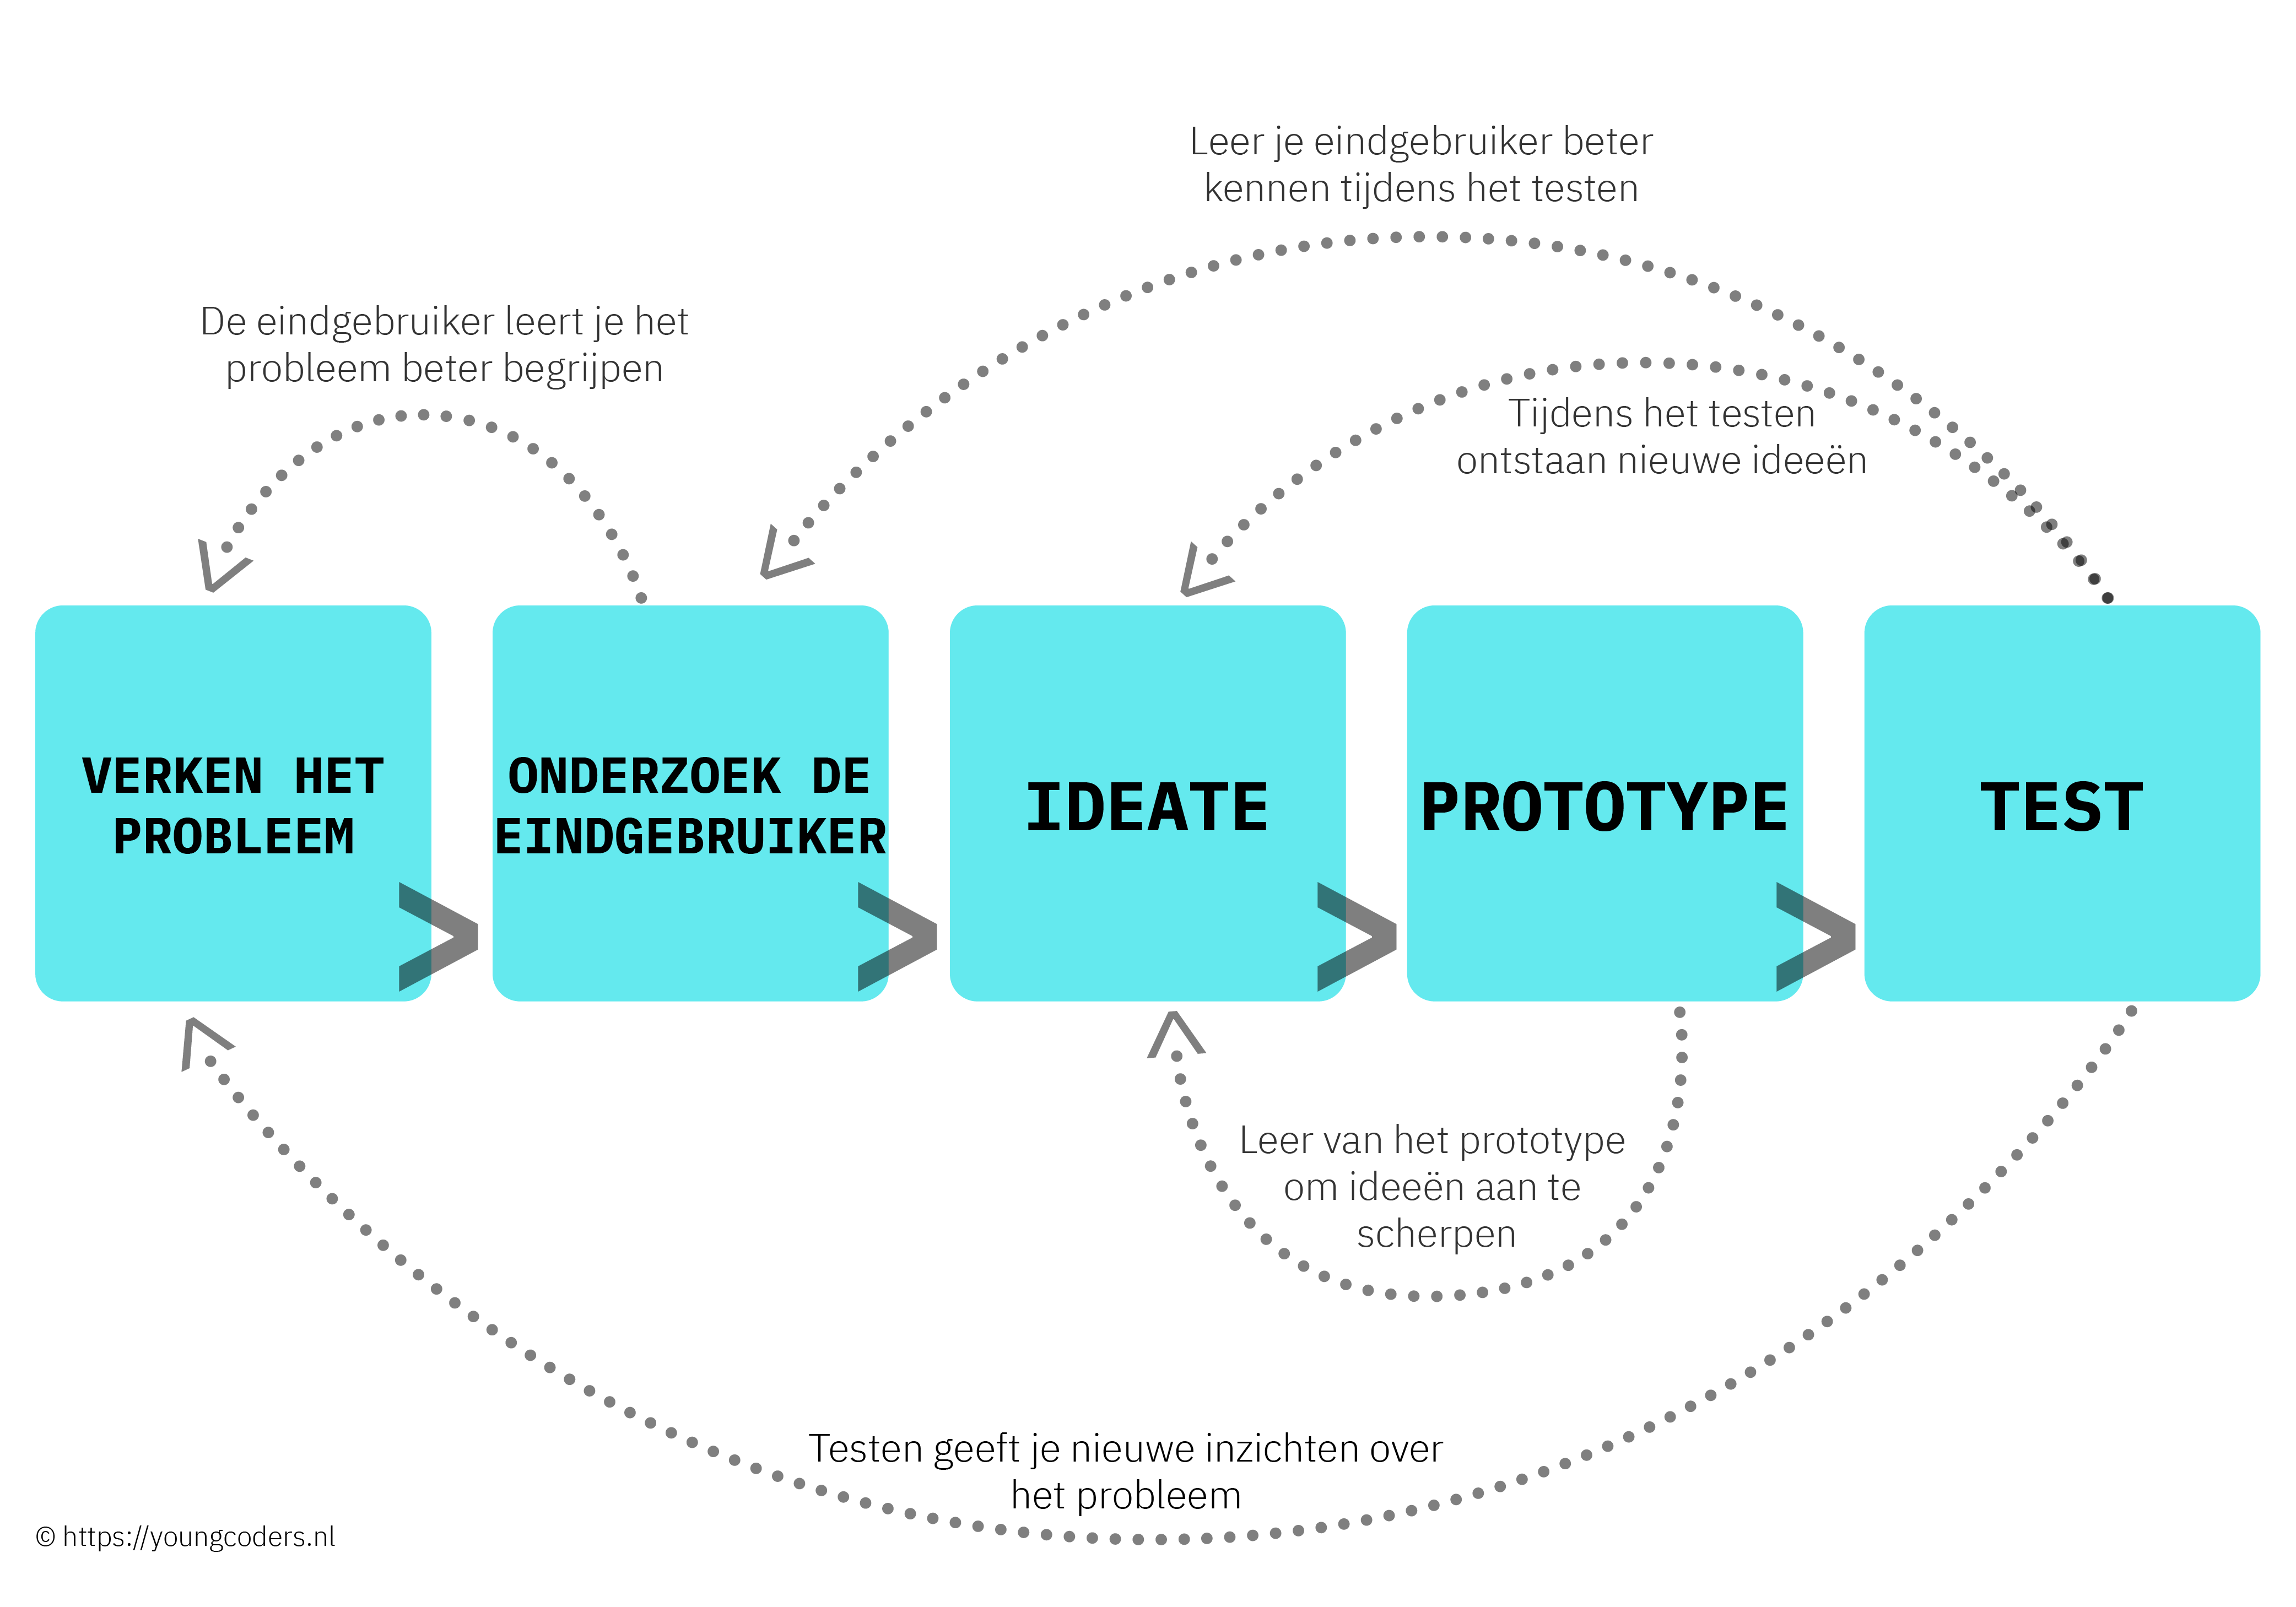 Leer je eindgebruiker beter
kennen tijdens het testen
De eindgebruiker leert je het
probleem beter begrijpen
Tijdens het testen
ontstaan nieuwe ideeën
VERKEN HET
PROBLEEM
ONDERZOEK DE
EINDGEBRUIKER
IDEATE
PROTOTYPE
TEST
Leer van het prototype
om ideeën aan te
scherpen
Testen geeft je nieuwe inzichten over
het probleem
© https://youngcoders.nl